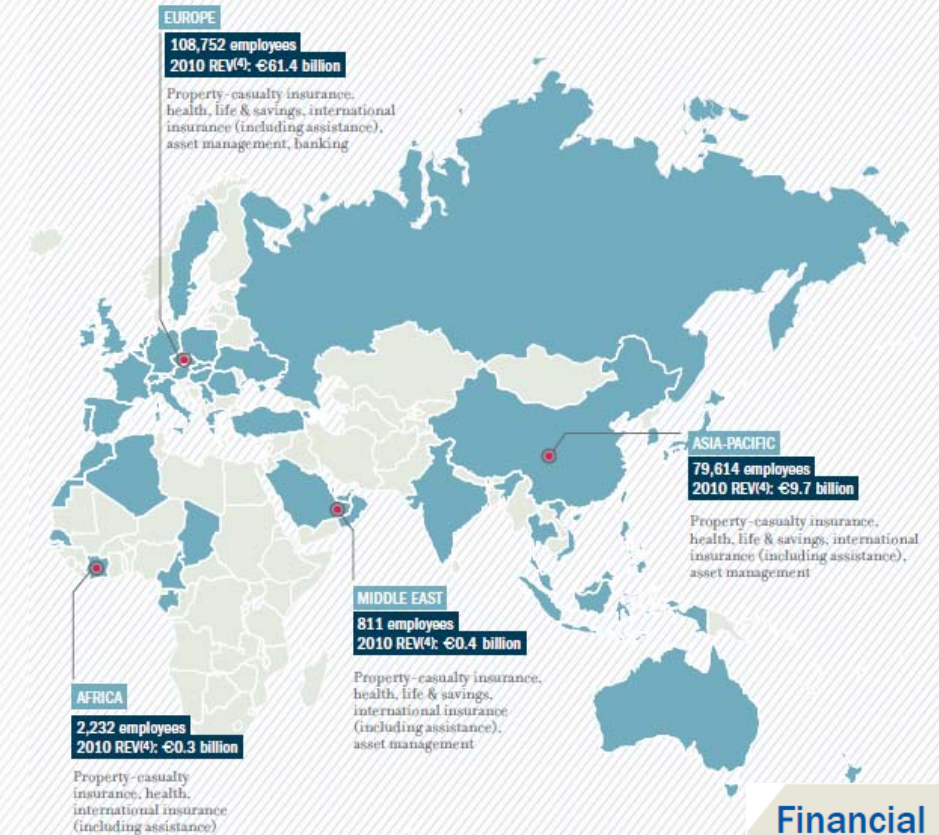 EUROPE
108,752 employees
2010 REV(4): €61.4 billion
Property-casualty insurance,
health, life & savings, international
insurance (including assistance),
asset management, banking
ASIA-PACIFIC
79,614 employees
2010 REV(4): €9.7 billion
Property-casualty insurance,
health, life & savings, international
insurance (including assistance),
asset management
MIDDLE EAST
811 employees
2010 REV(4): €0.4 billion
Property-casualty insurance,
health, life & savings,
international insurance
(including assistance),
asset management
AFRICA
2,232 employees
2010 REV(4): €0.3 billion
Property-casualty
insurance, health,
international insurance
(including assistance)
Financial